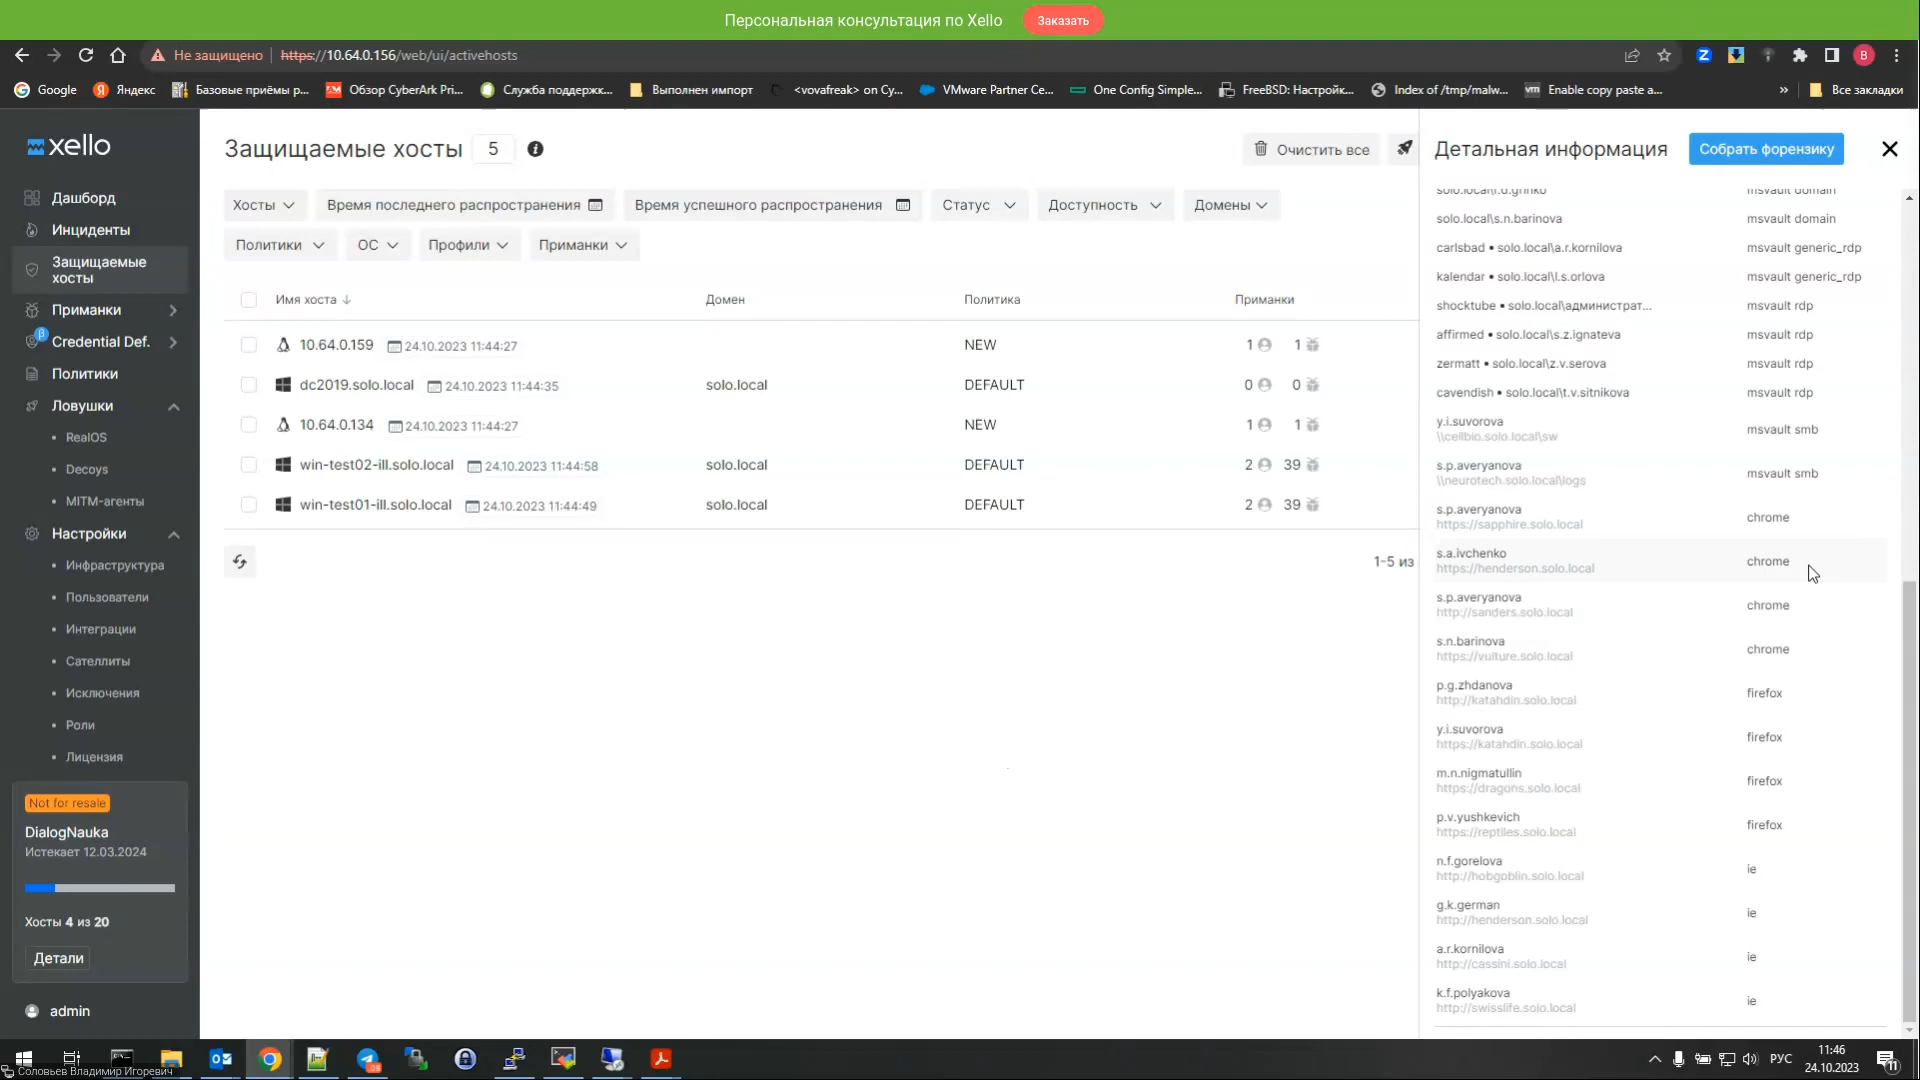 Персональная консультация по Xello
Заказать
Не защищено
https://10.64.0.156/web/ui/activehosts
Google
Яндекс
Базовые приёмы р...
Обзор CyberArk Pri...
Служба поддержк...
Выполнен импорт
<vovafreak> on Cy...
VMware Partner Ce...
One Config Simple...
FreeBSD: Настройк...
Index of /tmp/malw...
Enable copy paste a...
Все закладки
xello
Дашборд
Инциденты
Защищаемые
хосты
Приманки
β
Credential Def.
Политики
Ловушки
RealOS
Decoys
MITM-агенты
Настройки
Инфраструктура
Пользователи
Интеграции
Сателлиты
Исключения
Роли
Лицензия
Not for resale
DialogNauka
Истекает 12.03.2024
Хосты 4 из 20
Детали
admin
Защищаемые хосты 5
Очистить все
Хосты
Время последнего распространения
Время успешного распространения
Статус
Доступность
Домены
Политики
ОС
Профили
Приманки
Имя хоста ↓ Домен Политика Приманки
10.64.0.159 24.10.2023 11:44:27 NEW 1 1
dc2019.solo.local 24.10.2023 11:44:35 solo.local DEFAULT 0 0
10.64.0.134 24.10.2023 11:44:27 NEW 1 1
win-test02-ill.solo.local 24.10.2023 11:44:58 solo.local DEFAULT 2 39
win-test01-ill.solo.local 24.10.2023 11:44:49 solo.local DEFAULT 2 39
1-5 из
Детальная информация
Собрать форензику
msvault domain
solo.local\s.n.barinova msvault domain
carlsbad • solo.local\a.r.kornilova msvault generic_rdp
kalendar • solo.local\l.s.orlova msvault generic_rdp
shocktube • solo.local\администрат... msvault rdp
affirmed • solo.local\s.z.ignateva msvault rdp
zermatt • solo.local\z.v.serova msvault rdp
cavendish • solo.local\t.v.sitnikova msvault rdp
y.i.suvorova
\\cellbio.solo.local\sw
msvault smb
s.p.averyanova
\\neurotech.solo.local\logs
msvault smb
s.p.averyanova
https://sapphire.solo.local
chrome
s.a.ivchenko
https://henderson.solo.local
chrome
s.p.averyanova
http://sanders.solo.local
chrome
s.n.barinova
https://vulture.solo.local
chrome
p.g.zhdanova
http://katahdin.solo.local
firefox
y.i.suvorova
https://katahdin.solo.local
firefox
m.n.nigmatullin
https://dragons.solo.local
firefox
p.v.yushkevich
https://reptiles.solo.local
firefox
n.f.gorelova
http://hobgoblin.solo.local
ie
g.k.german
http://henderson.solo.local
ie
a.r.kornilova
http://cassini.solo.local
ie
k.f.polyakova
http://swisslife.solo.local
ie
Соловьев Владимир Игоревич
РУС
11:46
24.10.2023
11